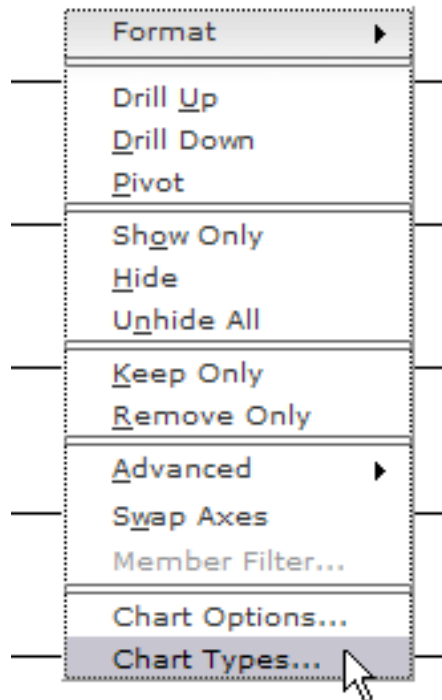 Format
Drill Up
Drill Down
Pivot
Show Only
Hide
Unhide All
Keep Only
Remove Only
Advanced
Swap Axes
Member Filter...
Chart Options...
Chart Types...